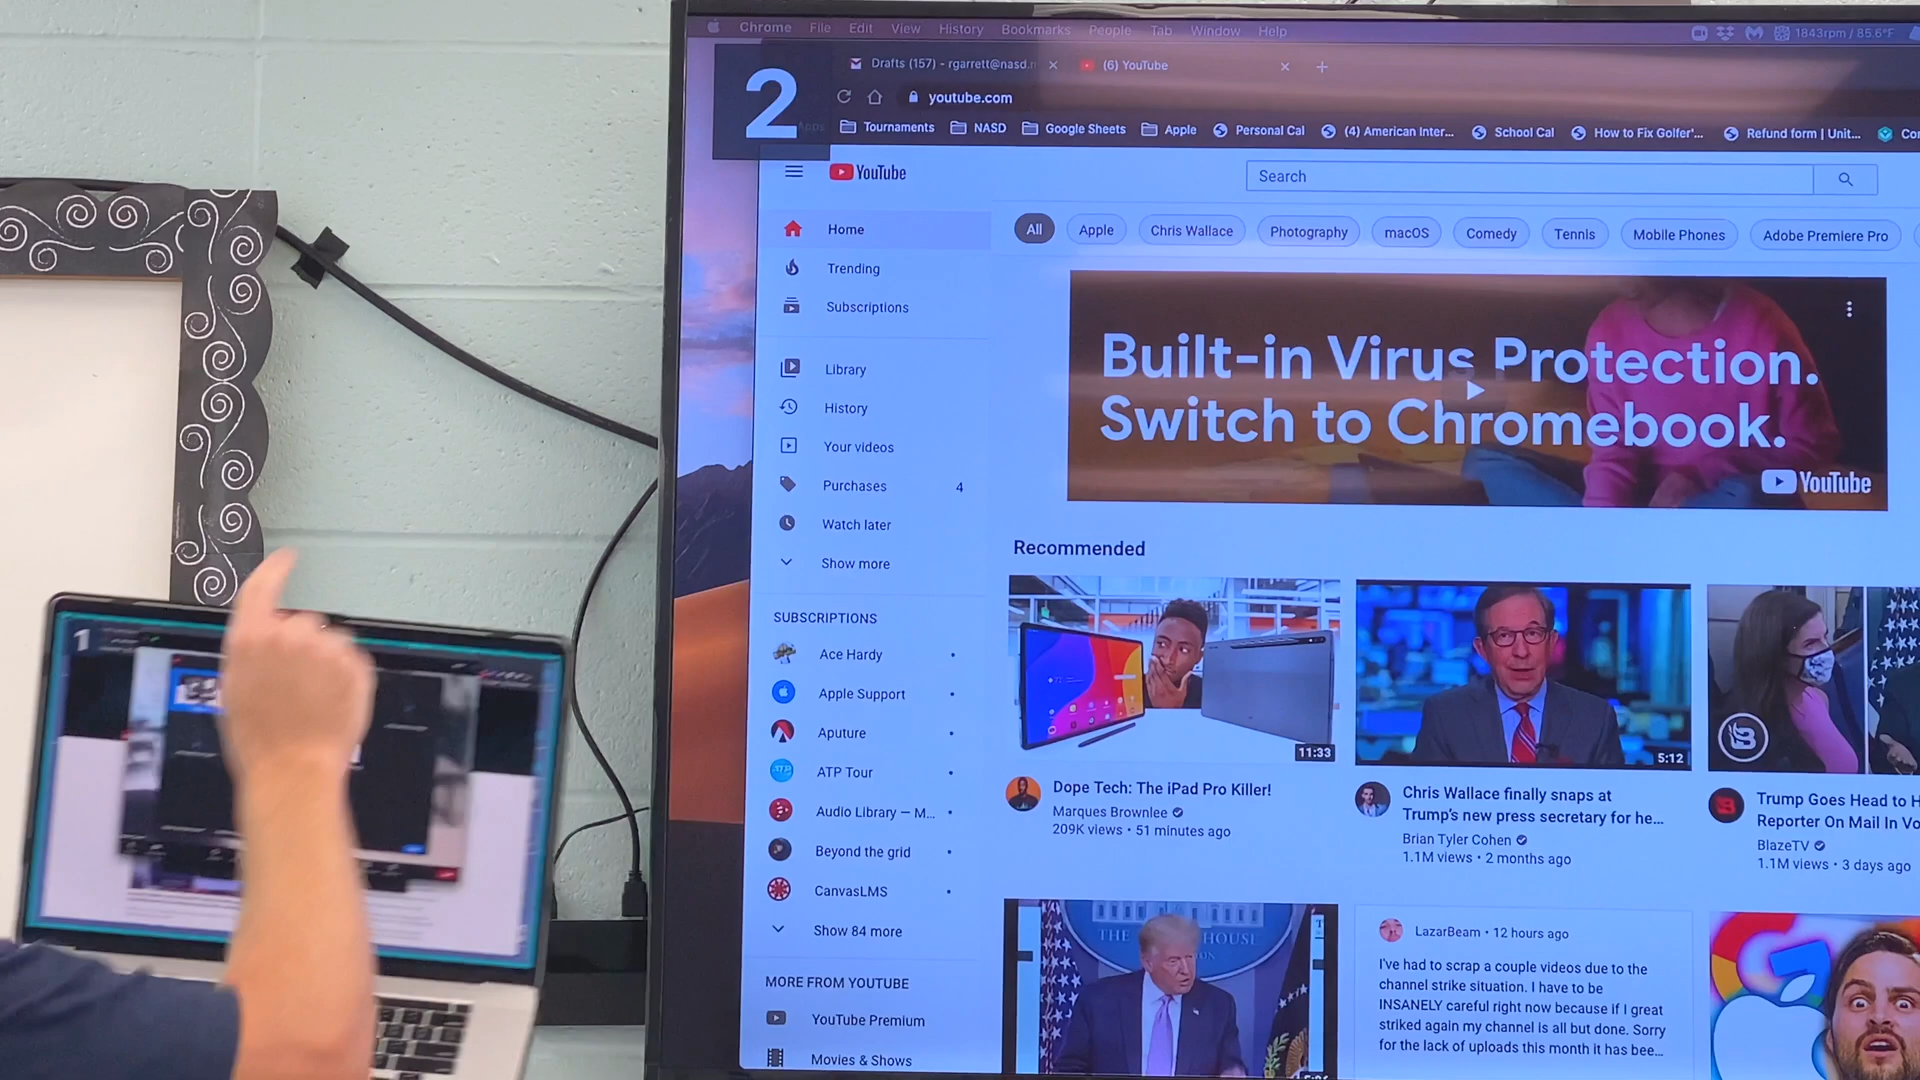 Chrome File Edit View History Bookmarks People Tab Window Help
1843rpm / 85.6°F
2
Drafts (157) - rgarrett@nasd.
(6) YouTube
youtube.com
Apps
Tournaments NASD Google Sheets Apple Personal Cal (4) American Inter... School Cal How to Fix Golfer'... Refund form | Unit...
YouTube
Search
Home
Trending
Subscriptions
Library
History
Your videos
Purchases 4
Watch later
Show more
SUBSCRIPTIONS
Ace Hardy
Apple Support
Aputure
ATP Tour
Audio Library — M...
Beyond the grid
CanvasLMS
Show 84 more
MORE FROM YOUTUBE
YouTube Premium
Movies & Shows
All Apple Chris Wallace Photography macOS Comedy Tennis Mobile Phones Adobe Premiere Pro
Built-in Virus Protection.
Switch to Chromebook.
YouTube
Recommended
11:33
Dope Tech: The iPad Pro Killer!
Marques Brownlee
209K views • 51 minutes ago
5:12
Chris Wallace finally snaps at
Trump's new press secretary for he...
Brian Tyler Cohen
1.1M views • 2 months ago
Trump Goes Head to H
Reporter On Mail In Vo
BlazeTV
1.1M views • 3 days ago
THE HOUSE
LazarBeam • 12 hours ago
I've had to scrap a couple videos due to the
channel strike situation. I have to be
INSANELY careful right now because if I great
striked again my channel is all but done. Sorry
for the lack of uploads this month it has bee...
1